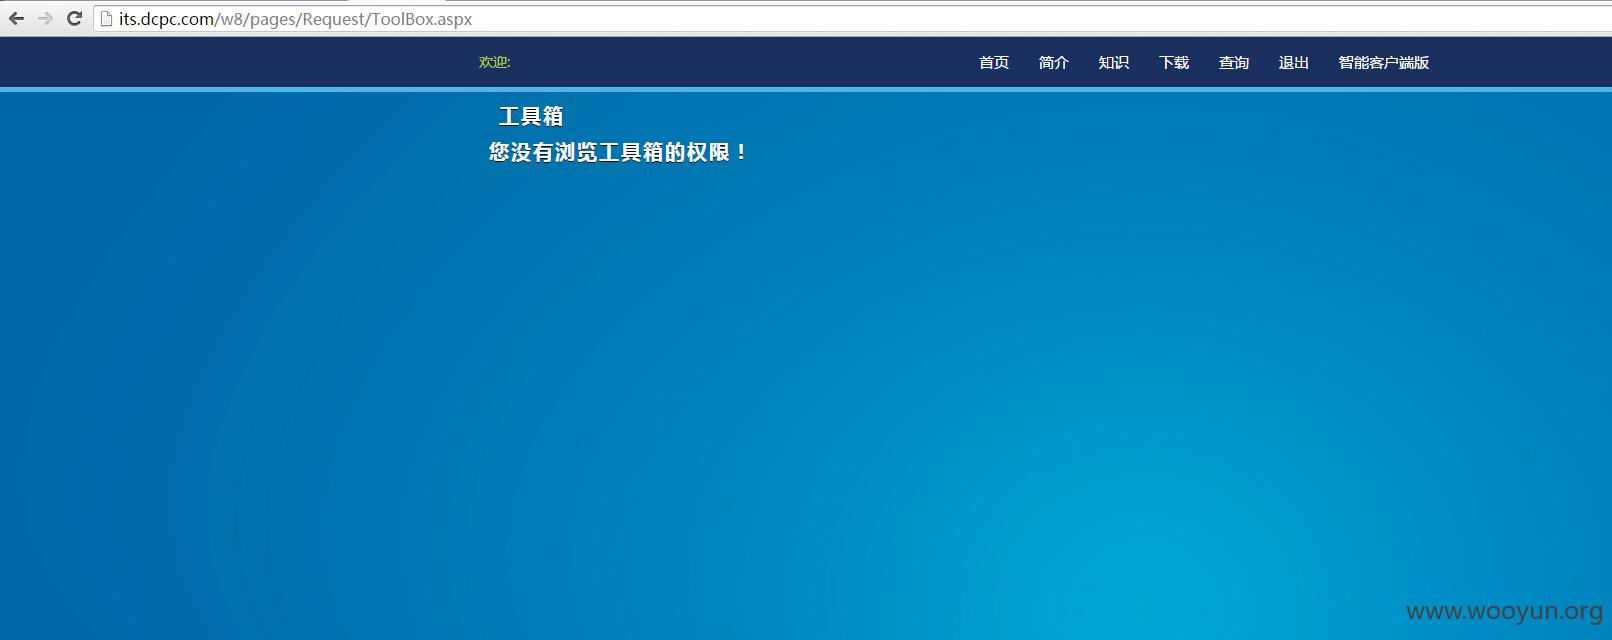 its.dcpc.com/w8/pages/Request/ToolBox.aspx
欢迎: 首页 简介 知识 下载 查询 退出 智能客户端版
工具箱
您没有浏览工具箱的权限！
www.wooyun.org